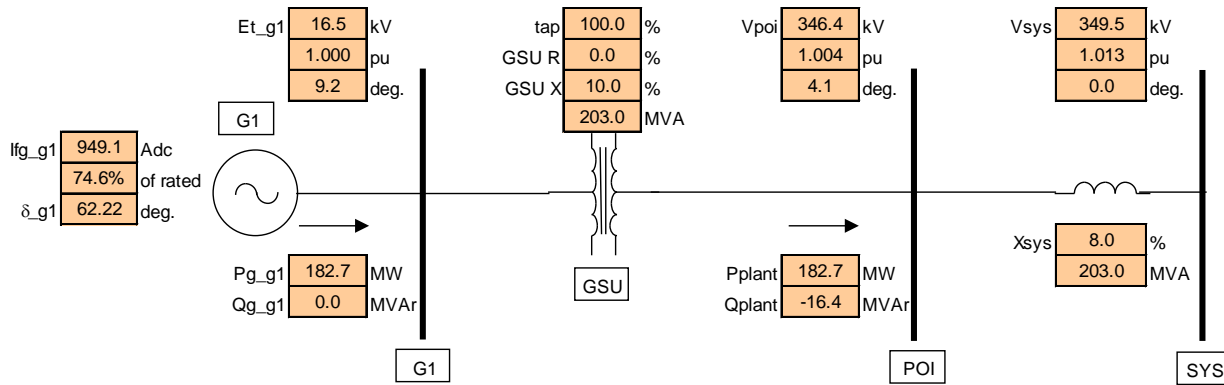 Et_g1 16.5 kV
1.000 pu
9.2 deg.
tap 100.0 %
GSU R 0.0 %
GSU X 10.0 %
203.0 MVA
Vpoi 346.4 kV
1.004 pu
4.1 deg.
Vsys 349.5 kV
1.013 pu
0.0 deg.
G1
Ifg_g1 949.1 Adc
74.6% of rated
δ_g1 62.22 deg.
Pg_g1 182.7 MW
Qg_g1 0.0 MVAr
GSU
Pplant 182.7 MW
Qplant -16.4 MVAr
Xsys 8.0 %
203.0 MVA
G1
POI
SYS